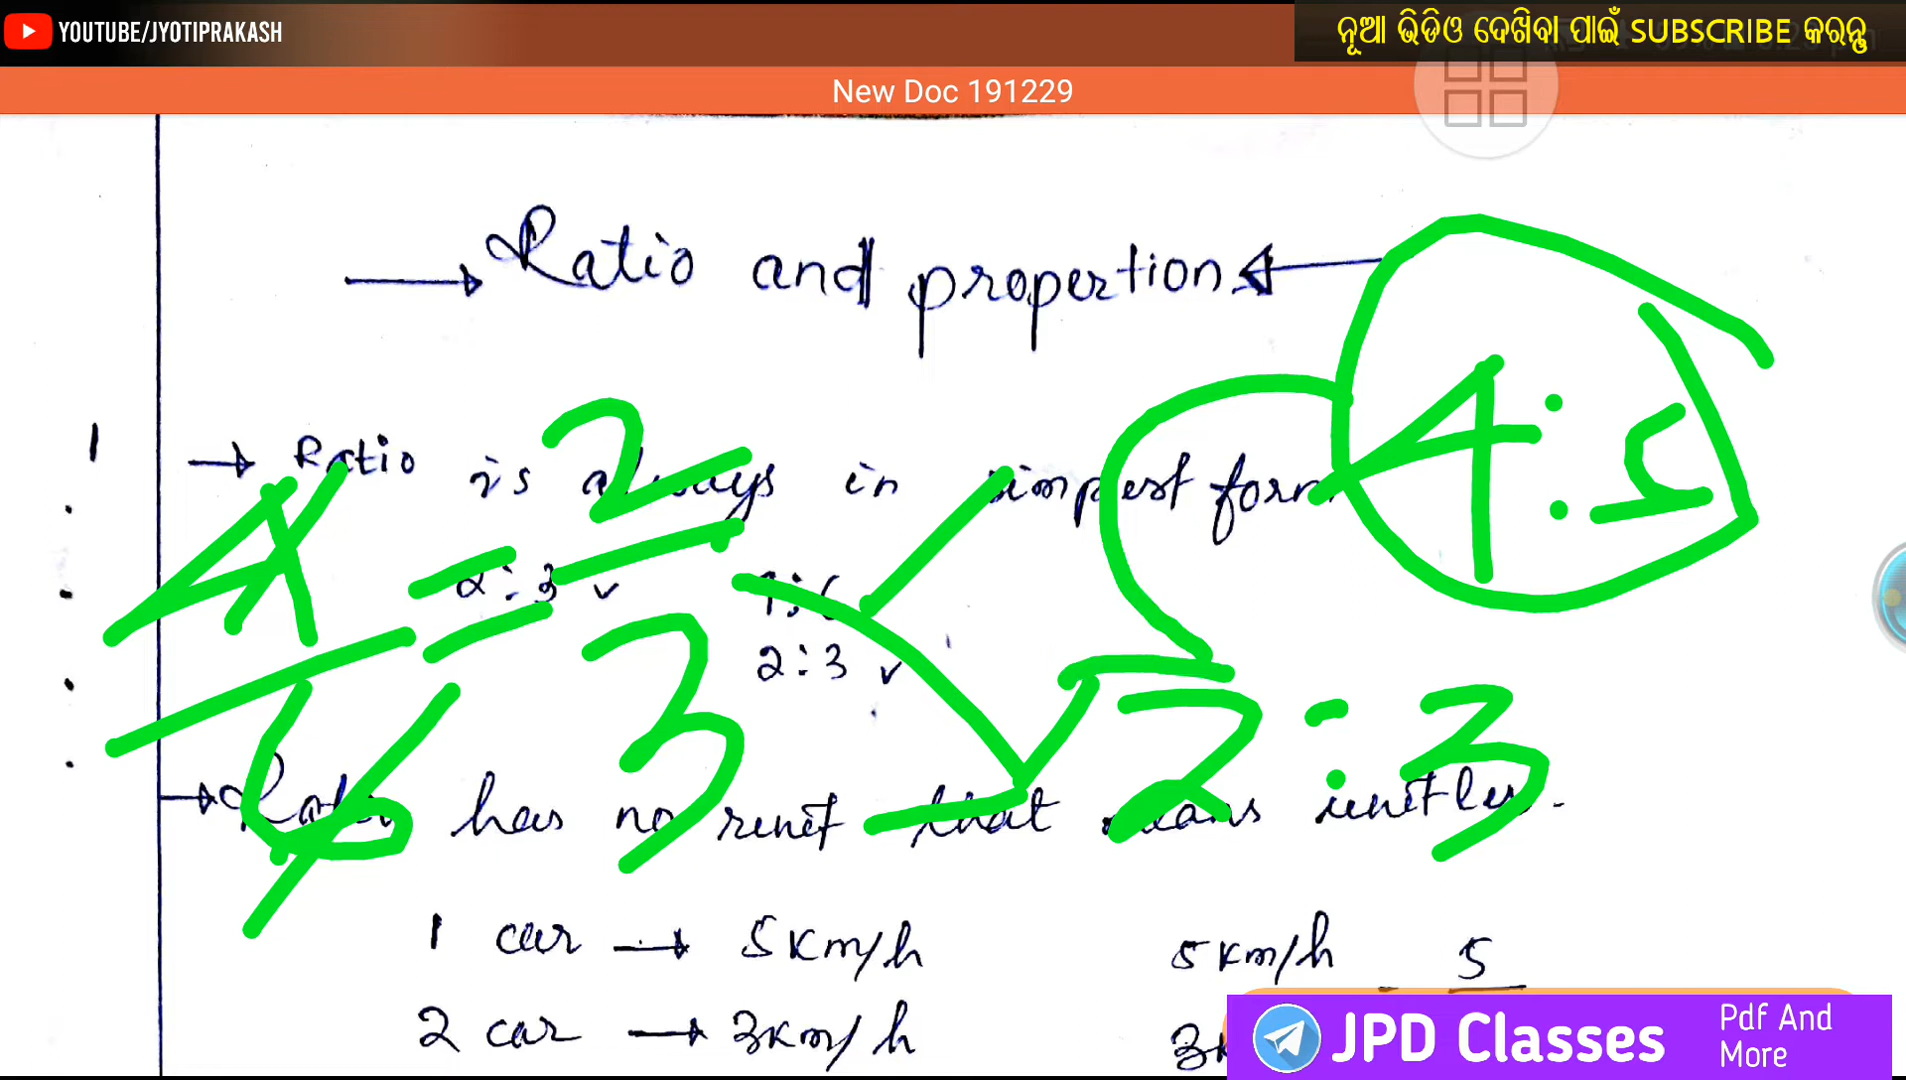 YOUTUBE/JYOTIPRAKASH
ନୂଆ ଭିଡିଓ ଦେଖିବା ପାଇଁ SUBSCRIBE କରନ୍ତୁ
New Doc 191229
Ratio and propertion
1
Ratio is always in simplest form
4:5
4/6 = 2/3
2:3 ✓
2:3 ✓
2:3
has no unit that means unitless.
1 car → 5km/h
5km/h
5
2 car → 3km/h
3
JPD Classes
Pdf And
More